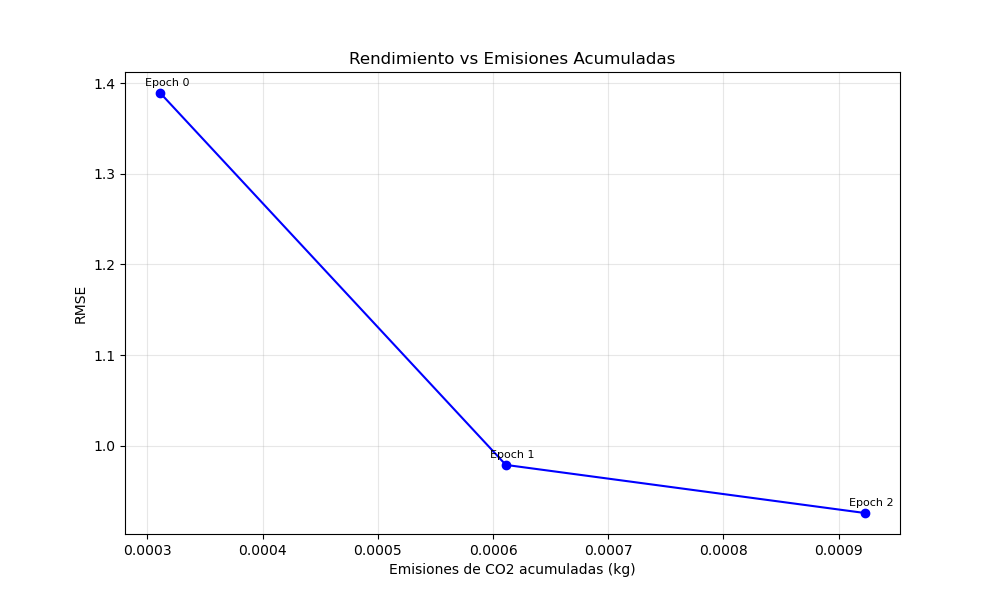 Rendimiento vs Emisiones Acumuladas
Epoch 0
Epoch 1
Epoch 2
1.4
1.3
1.2
1.1
1.0
RMSE
0.0003 0.0004 0.0005 0.0006 0.0007 0.0008 0.0009
Emisiones de CO2 acumuladas (kg)